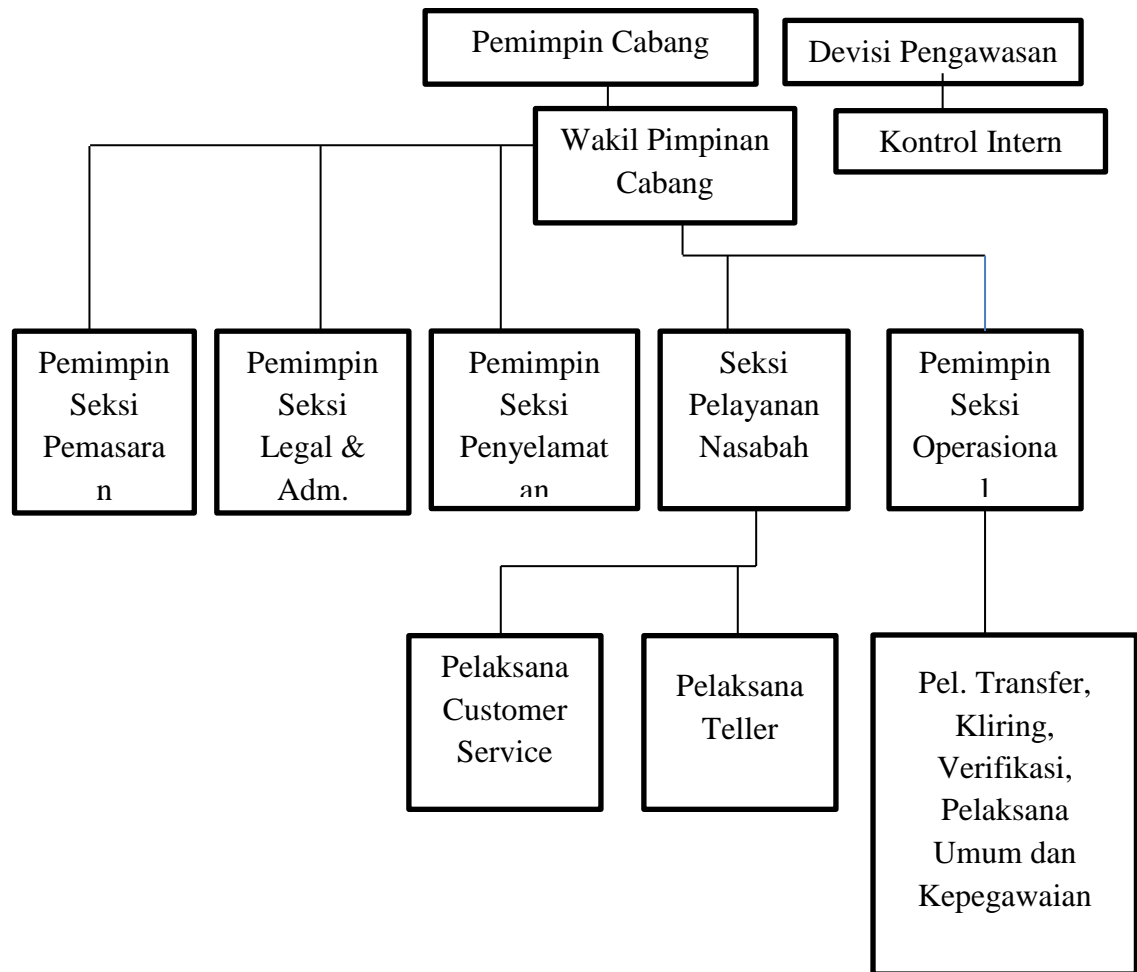 Pemimpin Cabang
Devisi Pengawasan
Wakil Pimpinan
Cabang
Kontrol Intern
Pemimpin
Seksi
Pemasara
n
Pemimpin
Seksi
Legal &
Adm.
Pemimpin
Seksi
Penyelamat
an
Seksi
Pelayanan
Nasabah
Pemimpin
Seksi
Operasiona
l
Pelaksana
Customer
Service
Pelaksana
Teller
Pel. Transfer,
Kliring,
Verifikasi,
Pelaksana
Umum dan
Kepegawaian